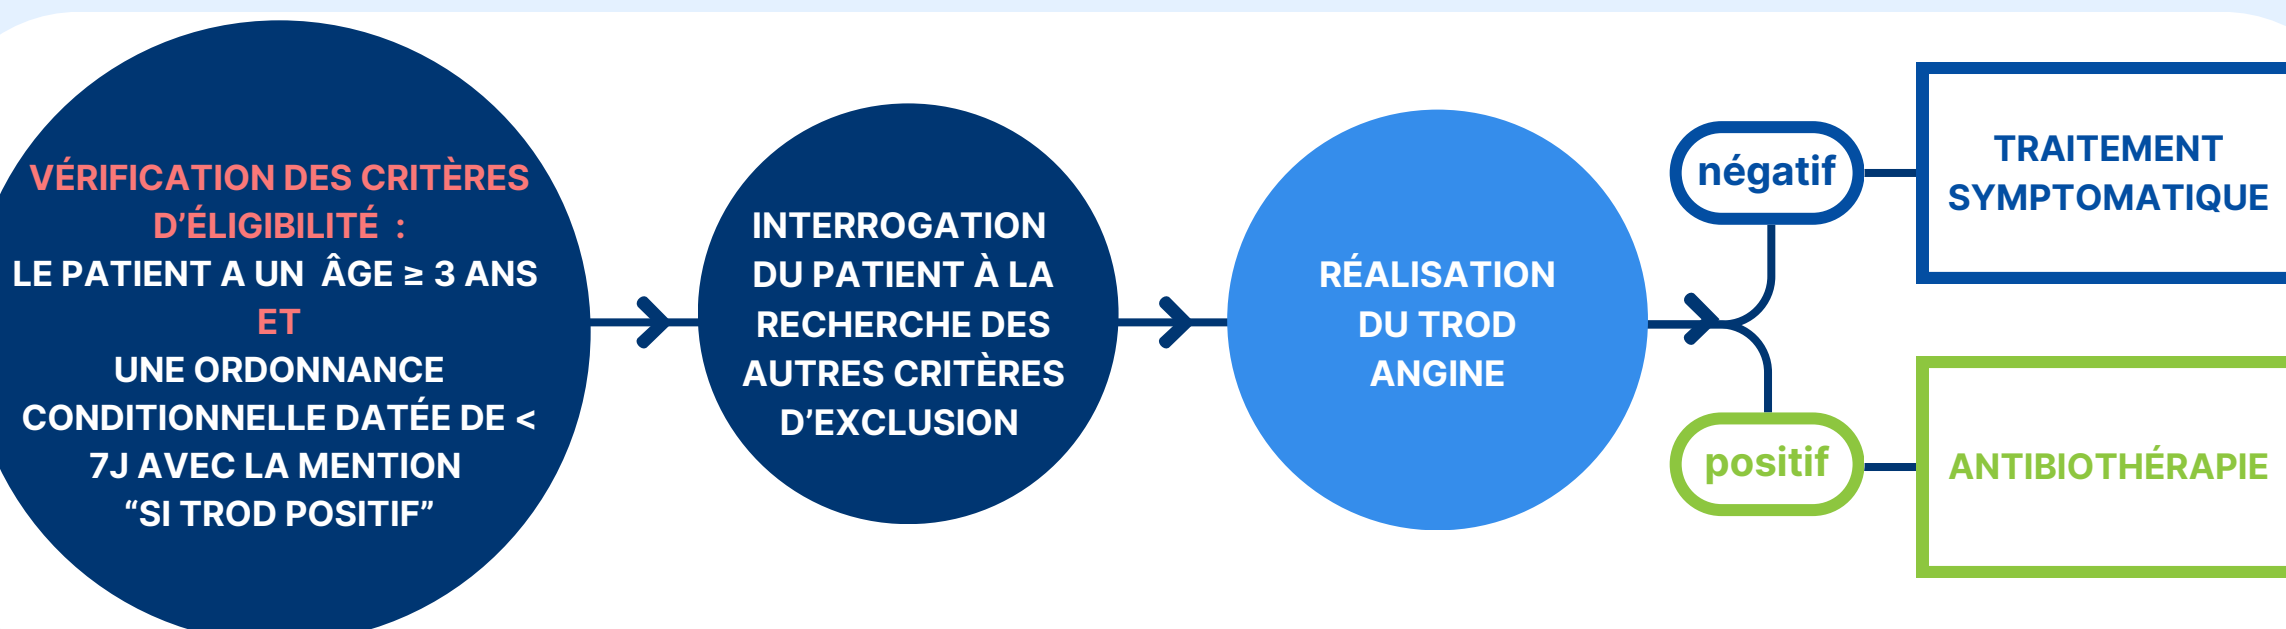 VÉRIFICATION DES CRITÈRES
D’ÉLIGIBILITÉ :
LE PATIENT A UN ÂGE ≥ 3 ANS
ET
UNE ORDONNANCE
CONDITIONNELLE DATÉE DE <
7J AVEC LA MENTION
“SI TROD POSITIF”
INTERROGATION
DU PATIENT À LA
RECHERCHE DES
AUTRES CRITÈRES
D’EXCLUSION
RÉALISATION
DU TROD
ANGINE
négatif
TRAITEMENT
SYMPTOMATIQUE
positif
ANTIBIOTHÉRAPIE